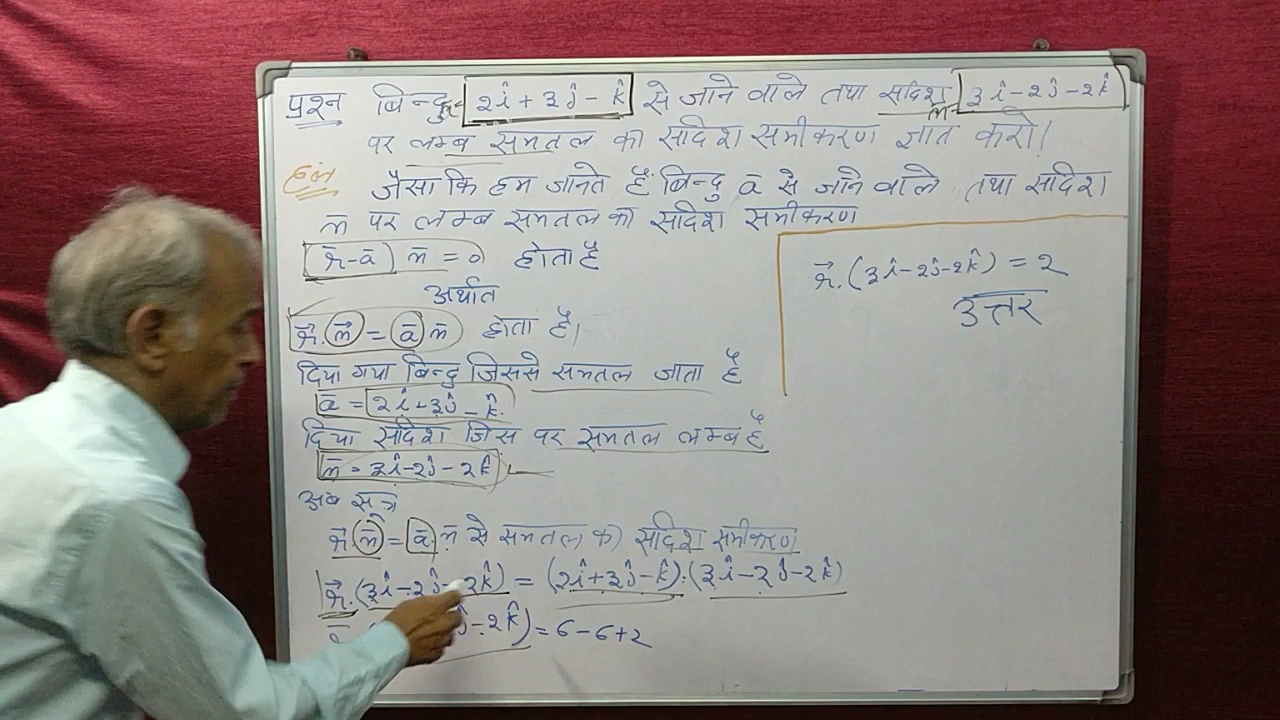 प्रश्न बिन्दु 2î + 3ĵ - k̂ से जाने वाले तथा सदिश 3î-2ĵ-2k̂
पर लम्ब समतल का सदिश समीकरण ज्ञात करो।
हल जैसा कि हम जानते हैं बिन्दु ā से जाने वाले तथा सदिश
n̄ पर लम्ब समतल का सदिश समीकरण
(r̄-ā) n̄ = 0 होता है
अर्थात
r⃗.(n⃗) = (ā) n̄ होता है।
दिया गया बिन्दु जिससे समतल जाता है
ā = 2î+3ĵ-k̂.
दिया सदिश जिस पर समतल लम्ब है
n̄ = 3î-2ĵ-2k̂
अब सूत्र
r⃗.n̄ = ā n̄ से समतल का सदिश समीकरण
r⃗.(3î-2ĵ-2k̂) = (2î+3ĵ-k̂).(3î-2ĵ-2k̂)
ĵ-2k̂) = 6-6+2
r⃗.(3î-2ĵ-2k̂) = 2
उत्तर